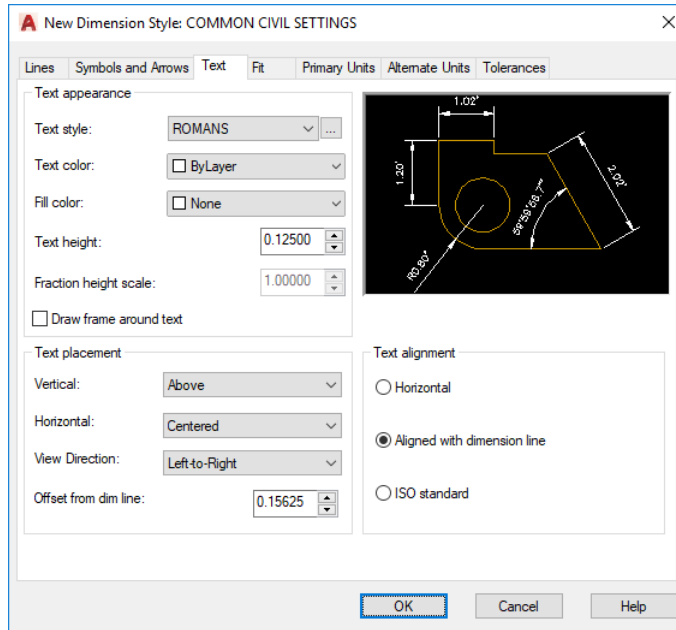 New Dimension Style: COMMON CIVIL SETTINGS
Lines Symbols and Arrows Text Fit Primary Units Alternate Units Tolerances
Text appearance
Text style: ROMANS ...
Text color: ByLayer
Fill color: None
Text height: 0.12500
Fraction height scale: 1.00000
Draw frame around text
1.02'
1.20'
2.02'
59°59'56.7"
R0.80'
Text placement
Vertical: Above
Horizontal: Centered
View Direction: Left-to-Right
Offset from dim line: 0.15625
Text alignment
Horizontal
Aligned with dimension line
ISO standard
OK Cancel Help